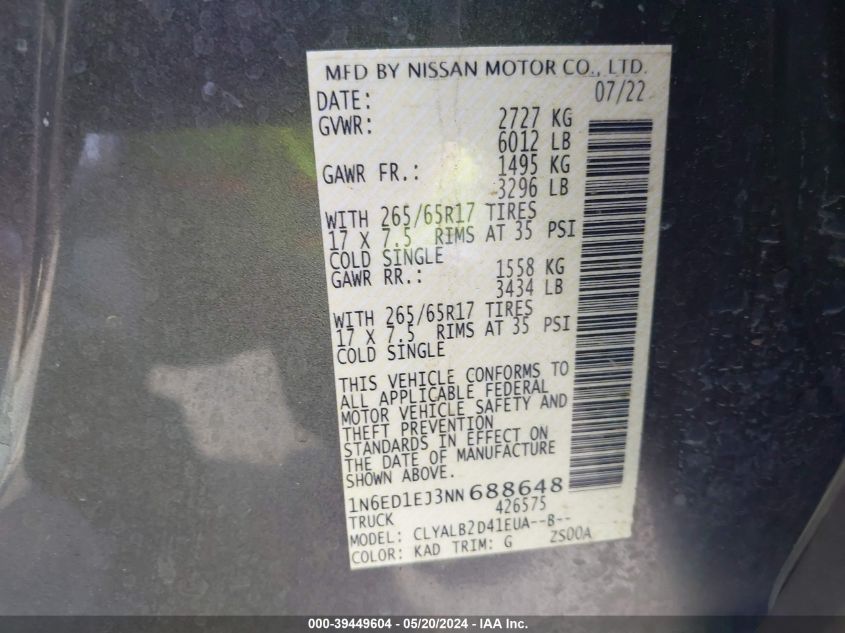 MFD BY NISSAN MOTOR CO., LTD.
DATE: 07/22
GVWR: 2727 KG
6012 LB
GAWR FR.: 1495 KG
3296 LB
WITH 265/65R17 TIRES
17 X 7.5 RIMS AT 35 PSI
COLD SINGLE
GAWR RR.: 1558 KG
3434 LB
WITH 265/65R17 TIRES
17 X 7.5 RIMS AT 35 PSI
COLD SINGLE
THIS VEHICLE CONFORMS TO
ALL APPLICABLE FEDERAL
MOTOR VEHICLE SAFETY AND
THEFT PREVENTION
STANDARDS IN EFFECT ON
THE DATE OF MANUFACTURE
SHOWN ABOVE.
1N6ED1EJ3NN688648
TRUCK 426575
MODEL: CLYALB2D41EUA--B--
COLOR: KAD TRIM: G ZS00A
000-39449604 - 05/20/2024 - IAA Inc.